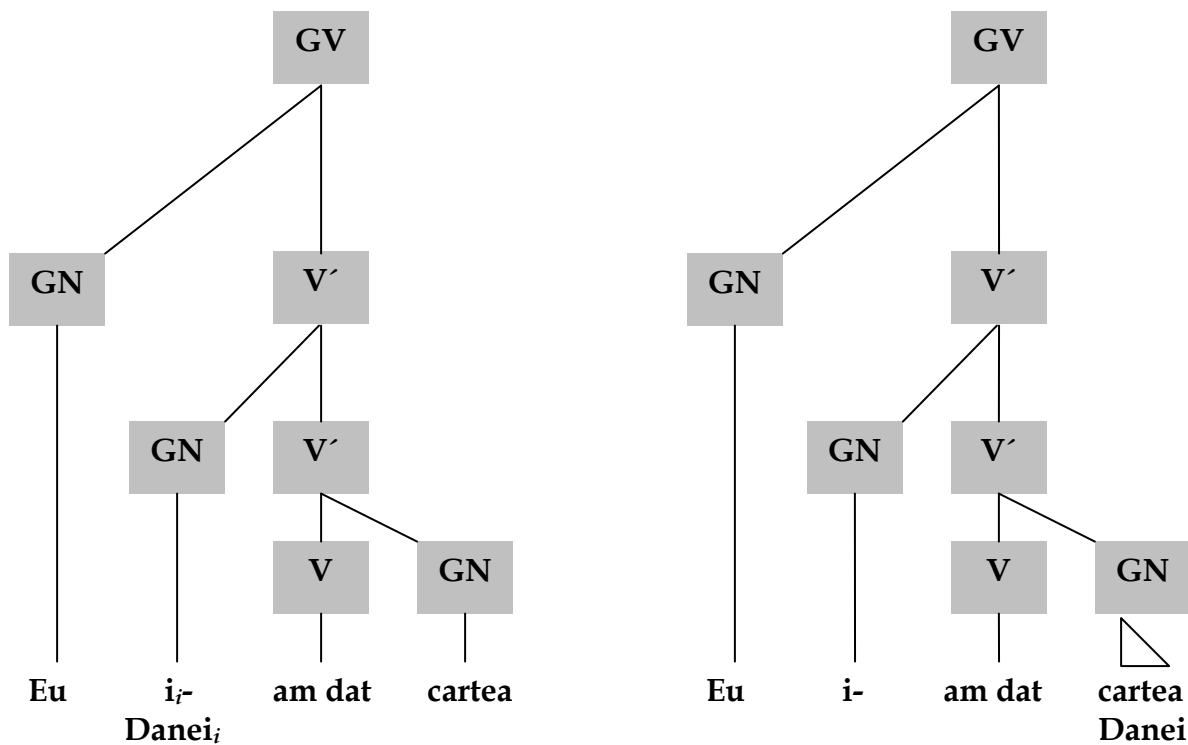 GV GV
GN V´ GN V´
GN V´ GN V´
V GN V GN
Eu iᵢ- am dat cartea Eu i- am dat cartea
Daneiᵢ Danei